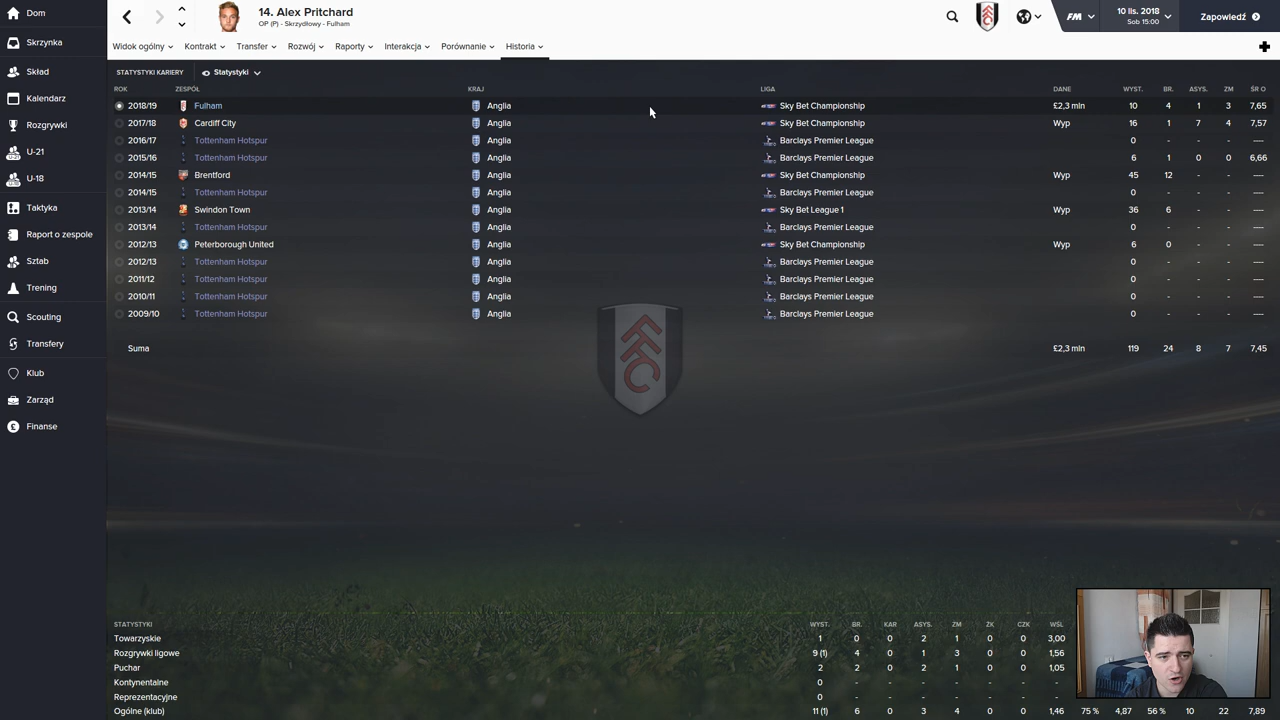 Dom
Skrzynka
Skład
Kalendarz
Rozgrywki
U-21
U-18
Taktyka
Raport o zespole
Sztab
Trening
Scouting
Transfery
Klub
Zarząd
Finanse
14. Alex Pritchard
OP (P) - Skrzydłowy - Fulham
FM
10 lis. 2018
Sob 15:00
Zapowiedź
Widok ogólny Kontrakt Transfer Rozwój Raporty Interakcja Porównanie Historia
STATYSTYKI KARIERY Statystyki
ROK ZESPÓŁ KRAJ LIGA DANE WYST. BR. ASYS. ZM ŚR O
2018/19 Fulham Anglia Sky Bet Championship £2,3 mln 10 4 1 3 7,65
2017/18 Cardiff City Anglia Sky Bet Championship Wyp 16 1 7 4 7,57
2016/17 Tottenham Hotspur Anglia Barclays Premier League 0 - - - ----
2015/16 Tottenham Hotspur Anglia Barclays Premier League 6 1 0 0 6,66
2014/15 Brentford Anglia Sky Bet Championship Wyp 45 12 - - ----
2014/15 Tottenham Hotspur Anglia Barclays Premier League 0 - - - ----
2013/14 Swindon Town Anglia Sky Bet League 1 Wyp 36 6 - - ----
2013/14 Tottenham Hotspur Anglia Barclays Premier League 0 - - - ----
2012/13 Peterborough United Anglia Sky Bet Championship Wyp 6 0 - - ----
2012/13 Tottenham Hotspur Anglia Barclays Premier League 0 - - - ----
2011/12 Tottenham Hotspur Anglia Barclays Premier League 0 - - - ----
2010/11 Tottenham Hotspur Anglia Barclays Premier League 0 - - - ----
2009/10 Tottenham Hotspur Anglia Barclays Premier League 0 - - - ----
Suma £2,3 mln 119 24 8 7 7,45
FFC
STATYSTYKI WYST. BR. KAR ASYS. ZM ŻK CZK WŚL
Towarzyskie 1 0 0 2 1 0 0 3,00
Rozgrywki ligowe 9 (1) 4 0 1 3 0 0 1,56
Puchar 2 2 0 2 1 0 0 1,05
Kontynentalne 0 - - - - - - -
Reprezentacyjne 0 - - - - - - -
Ogólne (klub) 11 (1) 6 0 3 4 0 0 1,46 75 % 4,87 56 % 10 22 7,89